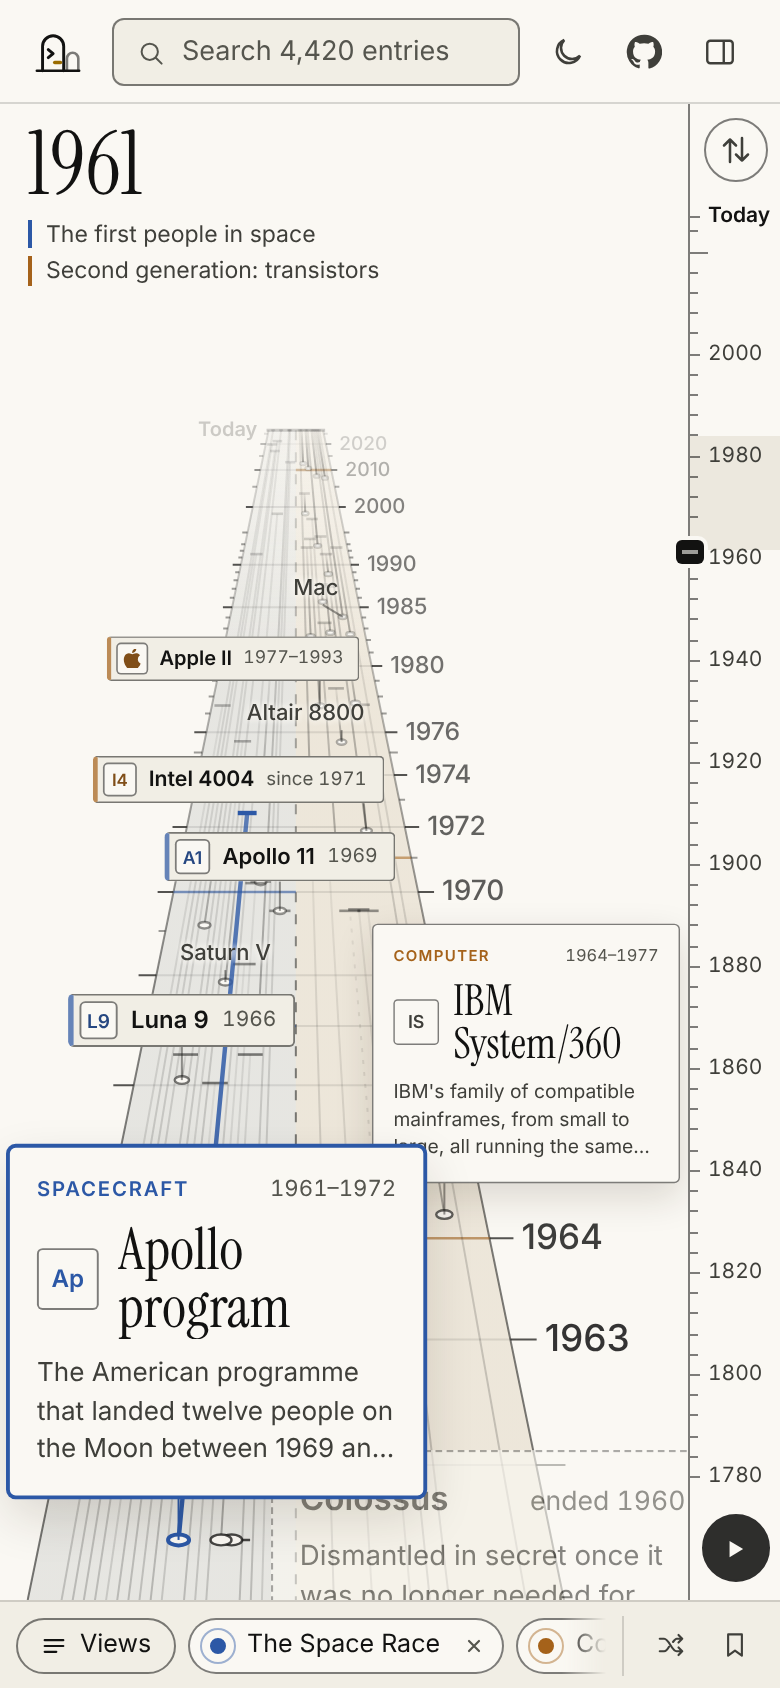 Search 4,420 entries
1961
The first people in space
Second generation: transistors
Today
2000
1980
1960
1940
1920
1900
1880
1860
1840
1820
1800
1780
Today
2020
2010
2000
1990
Mac
1985
Apple II 1977–1993
1980
Altair 8800
1976
I4 Intel 4004 since 1971
1974
1972
A1 Apollo 11 1969
1970
Saturn V
L9 Luna 9 1966
COMPUTER 1964–1977
IS IBM
System/360
IBM's family of compatible
mainframes, from small to
large, all running the same...
SPACECRAFT 1961–1972
Ap Apollo
program
The American programme
that landed twelve people on
the Moon between 1969 an...
1964
1963
Colossus ended 1960
Dismantled in secret once it
was no longer needed for
Views
The Space Race
Co